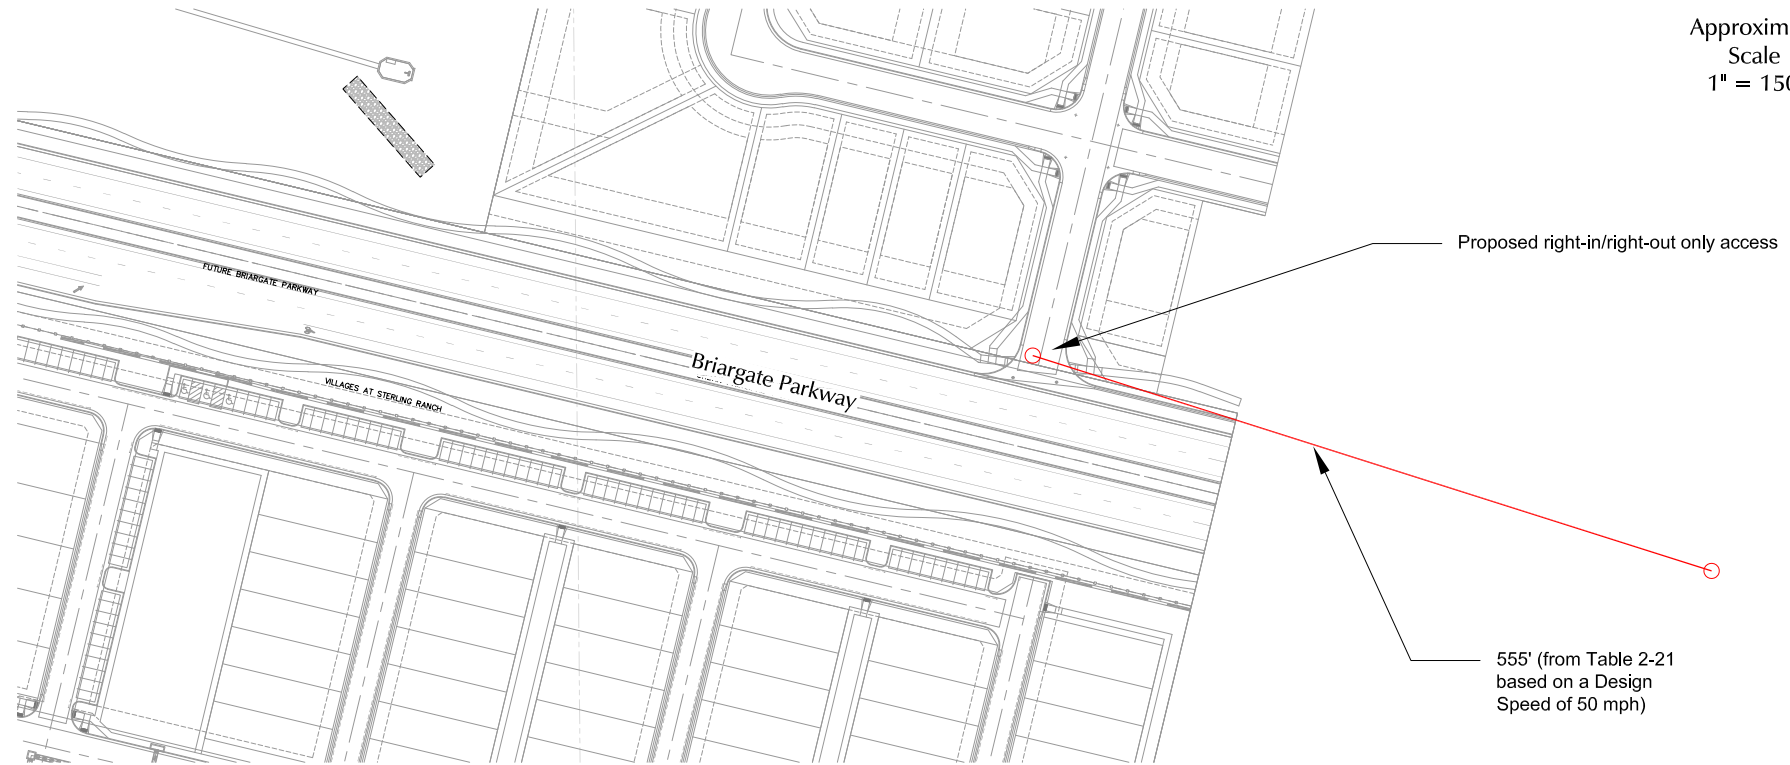 Approxim
Scale
1" = 150
Proposed right-in/right-out only access
FUTURE BRIARGATE PARKWAY
Briargate Parkway
VILLAGES AT STERLING RANCH
555' (from Table 2-21
based on a Design
Speed of 50 mph)